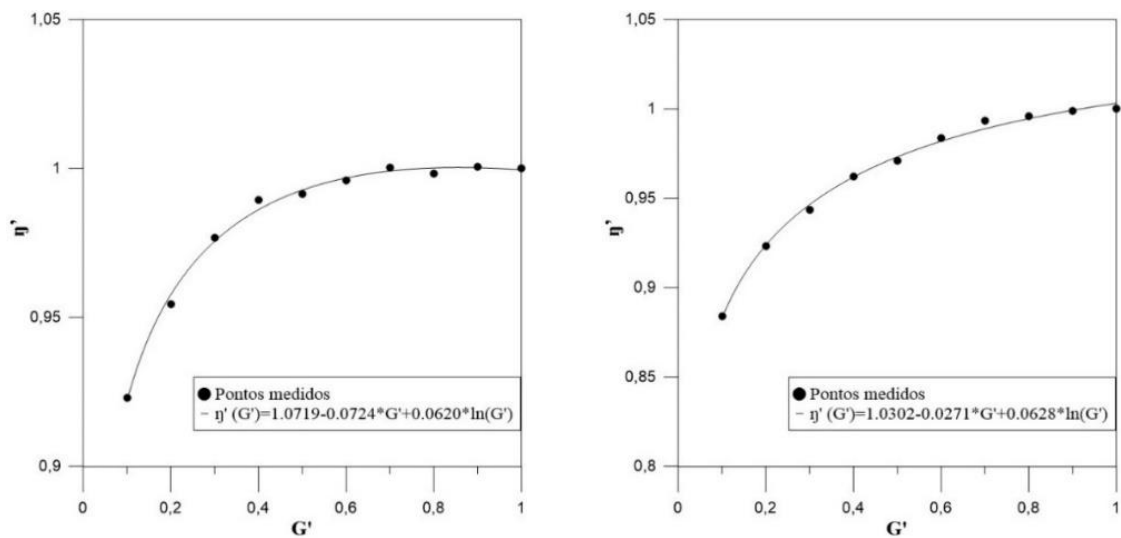 1,05
1
0,95
0,9
η'
0
0,2
0,4
0,6
0,8
1
G'
Pontos medidos
η' (G')=1.0719-0.0724*G'+0.0620*ln(G')
1,05
1
0,95
0,9
0,85
0,8
η'
0
0,2
0,4
0,6
0,8
1
G'
Pontos medidos
η' (G')=1.0302-0.0271*G'+0.0628*ln(G')